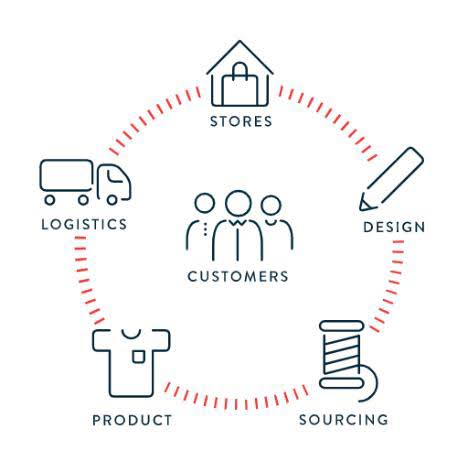 STORES
LOGISTICS
DESIGN
CUSTOMERS
PRODUCT
SOURCING